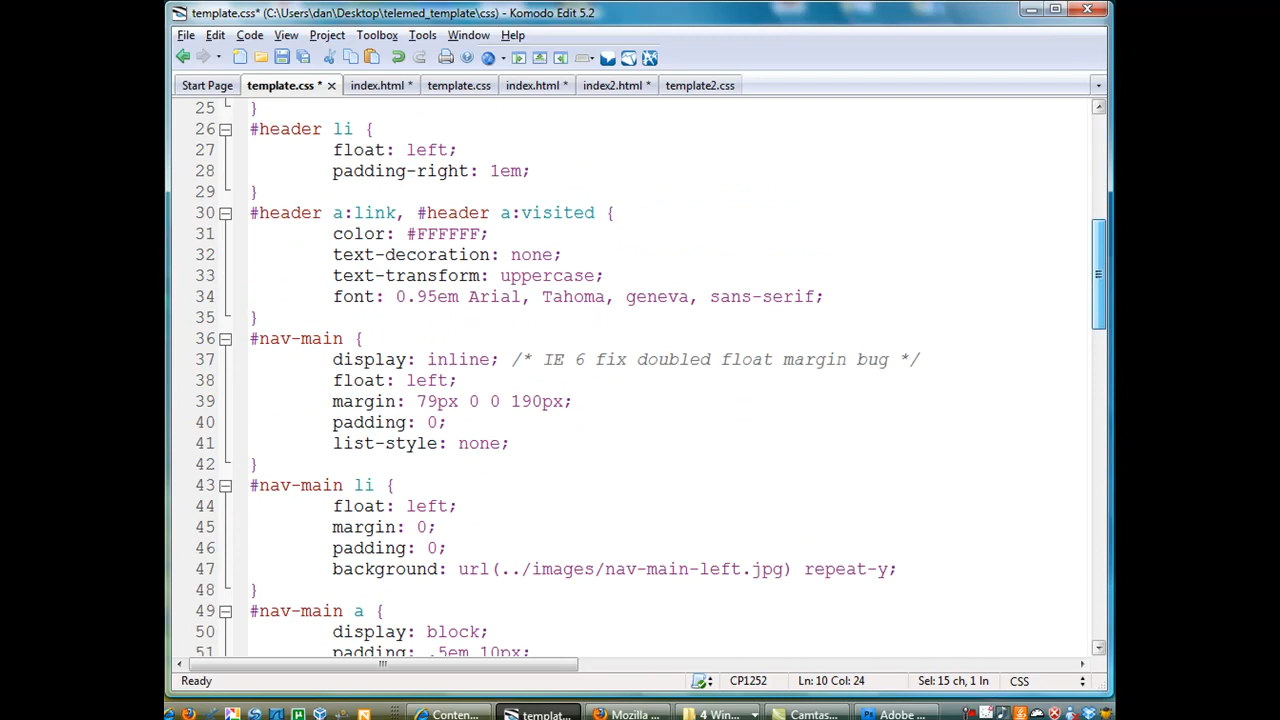 template.css* (C:\Users\dan\Desktop\telemed_template\css) - Komodo Edit 5.2
File Edit Code View Project Toolbox Tools Window Help
Start Page template.css * index.html * template.css index.html * index2.html * template2.css
25 }
26 #header li {
27 float: left;
28 padding-right: 1em;
29 }
30 #header a:link, #header a:visited {
31 color: #FFFFFF;
32 text-decoration: none;
33 text-transform: uppercase;
34 font: 0.95em Arial, Tahoma, geneva, sans-serif;
35 }
36 #nav-main {
37 display: inline; /* IE 6 fix doubled float margin bug */
38 float: left;
39 margin: 79px 0 0 190px;
40 padding: 0;
41 list-style: none;
42 }
43 #nav-main li {
44 float: left;
45 margin: 0;
46 padding: 0;
47 background: url(../images/nav-main-left.jpg) repeat-y;
48 }
49 #nav-main a {
50 display: block;
51 padding: .5em 10px;
Ready CP1252 Ln: 10 Col: 24 Sel: 15 ch, 1 ln CSS
Conten... templat... Mozilla ... 4 Win... Camtas... Adobe ...